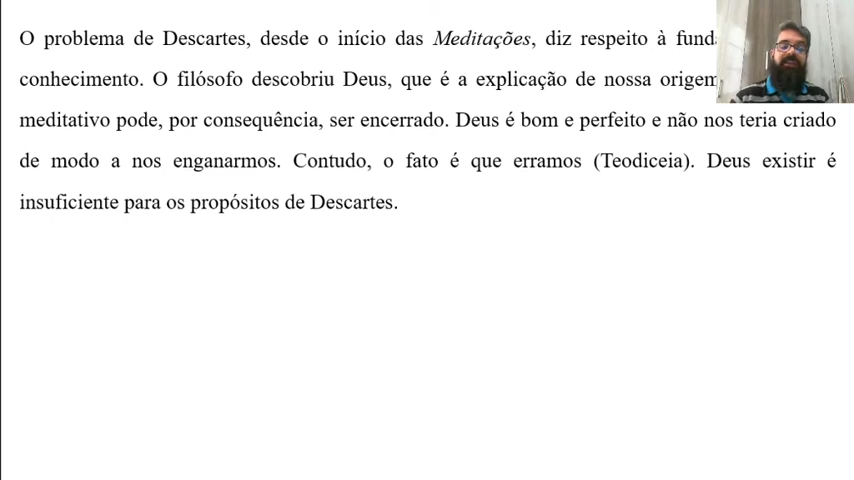 O problema de Descartes, desde o início das Meditações, diz respeito à
conhecimento. O filósofo descobriu Deus, que é a explicação de nossa origem
meditativo pode, por consequência, ser encerrado. Deus é bom e perfeito e não nos teria criado
de modo a nos enganarmos. Contudo, o fato é que erramos (Teodiceia). Deus existir é
insuficiente para os propósitos de Descartes.